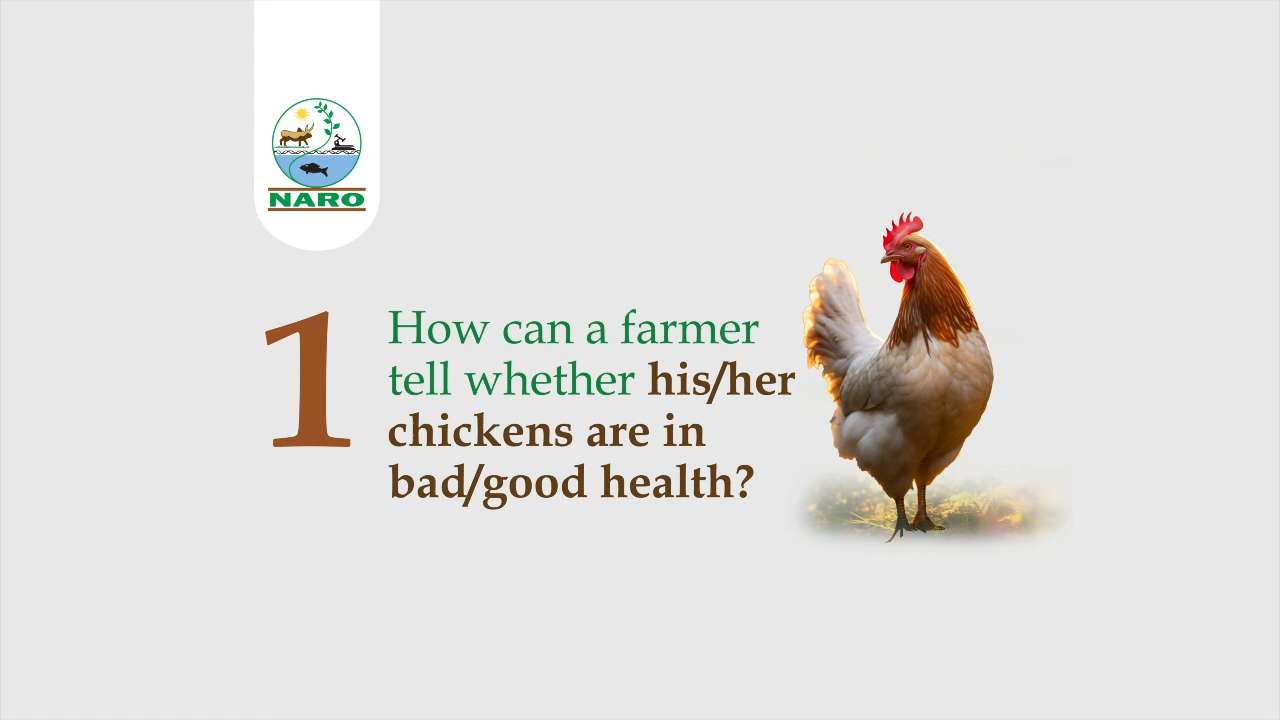 NARO
1
How can a farmer
tell whether his/her
chickens are in
bad/good health?